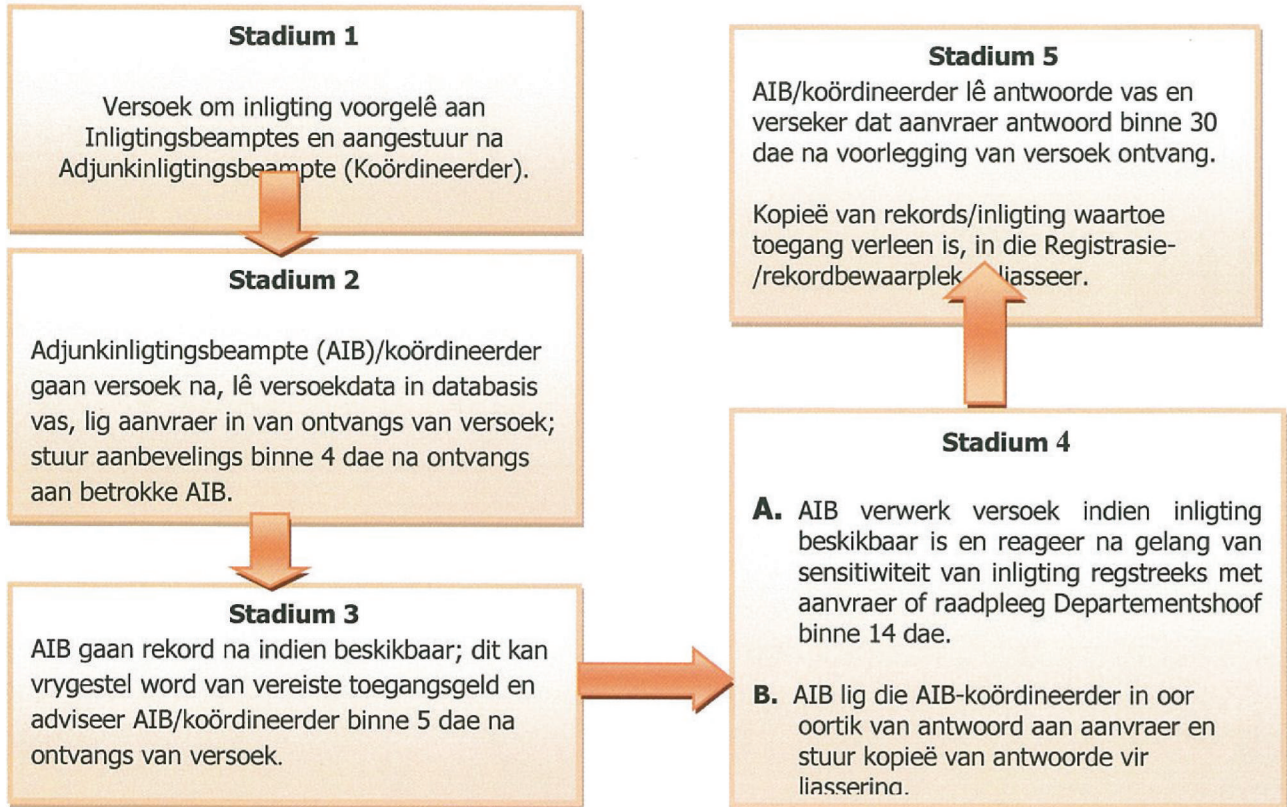 Stadium 1
Versoek om inligting voorgelê aan
Inligtingsbeamptes en aangestuur na
Adjunkinligtingsbeampte (Koördineerder).
Stadium 2
Adjunkinligtingsbeampte (AIB)/koördineerder
gaan versoek na, lê versoekdata in databasis
vas, lig aanvraer in van ontvangs van versoek;
stuur aanbevelings binne 4 dae na ontvangs
aan betrokke AIB.
Stadium 3
AIB gaan rekord na indien beskikbaar; dit kan
vrygestel word van vereiste toegangsgeld en
adviseer AIB/koördineerder binne 5 dae na
ontvangs van versoek.
Stadium 4
A. AIB verwerk versoek indien inligting
beskikbaar is en reageer na gelang van
sensitiwiteit van inligting regstreeks met
aanvraer of raadpleeg Departementshoof
binne 14 dae.
B. AIB lig die AIB-koördineerder in oor
oortik van antwoord aan aanvraer en
stuur kopieë van antwoorde vir
liassering.
Stadium 5
AIB/koördineerder lê antwoorde vas en
verseker dat aanvraer antwoord binne 30
dae na voorlegging van versoek ontvang.
Kopieë van rekords/inligting waartoe
toegang verleen is, in die Registrasie-
/rekordbewaarplek liasseer.